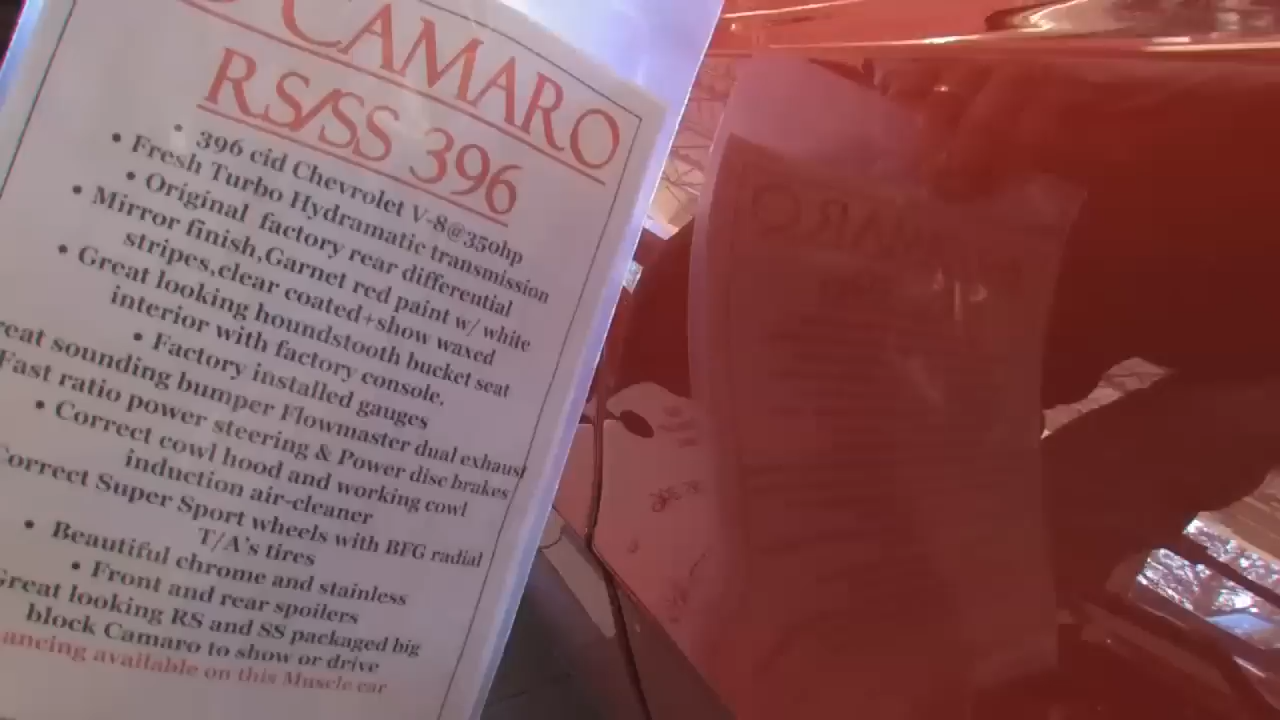 CAMARO
RS/SS 396
• 396 cid Chevrolet V-8@350hp
• Fresh Turbo Hydramatic transmission
• Original factory rear differential
• Mirror finish,Garnet red paint w/ white
stripes,clear coated+show waxed
• Great looking houndstooth bucket seat
interior with factory console.
• Factory installed gauges
reat sounding bumper Flowmaster dual exhaust
Fast ratio power steering & Power disc brakes
• Correct cowl hood and working cowl
induction air-cleaner
Correct Super Sport wheels with BFG radial
T/A's tires
• Beautiful chrome and stainless
• Front and rear spoilers
Great looking RS and SS packaged big
block Camaro to show or drive
ancing available on this Muscle car